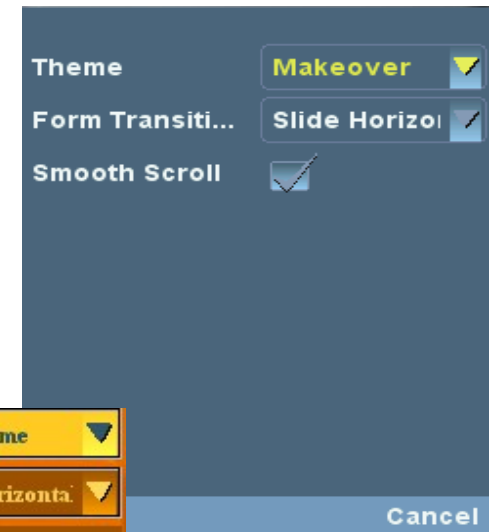 Theme Makeover
Form Transiti... Slide Horizo
Smooth Scroll
me
rizonta
Cancel